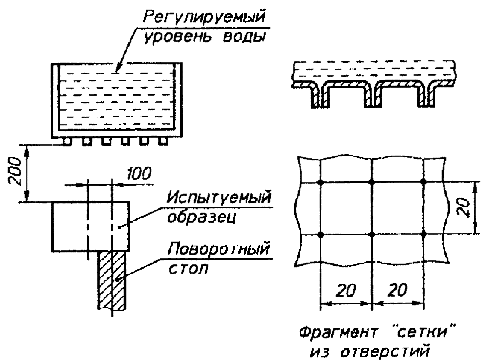 Регулируемый
уровень воды
200
100
Испытуемый
образец
Поворотный
стол
20
20
20
Фрагмент "сетки"
из отверстий